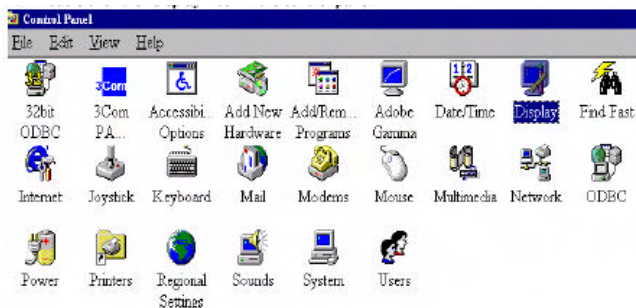 Control Panel
File Edit View Help
3Com
12
32bit 3Com Accessibi... Add New Add/Rem... Adobe Date/Time Display Find Fast
ODBC PA... Options Hardware Programs Gamma
Internet Joystick Keyboard Mail Modems Mouse Multimedia Network ODBC
Power Printers Regional Sounds System Users
Settings